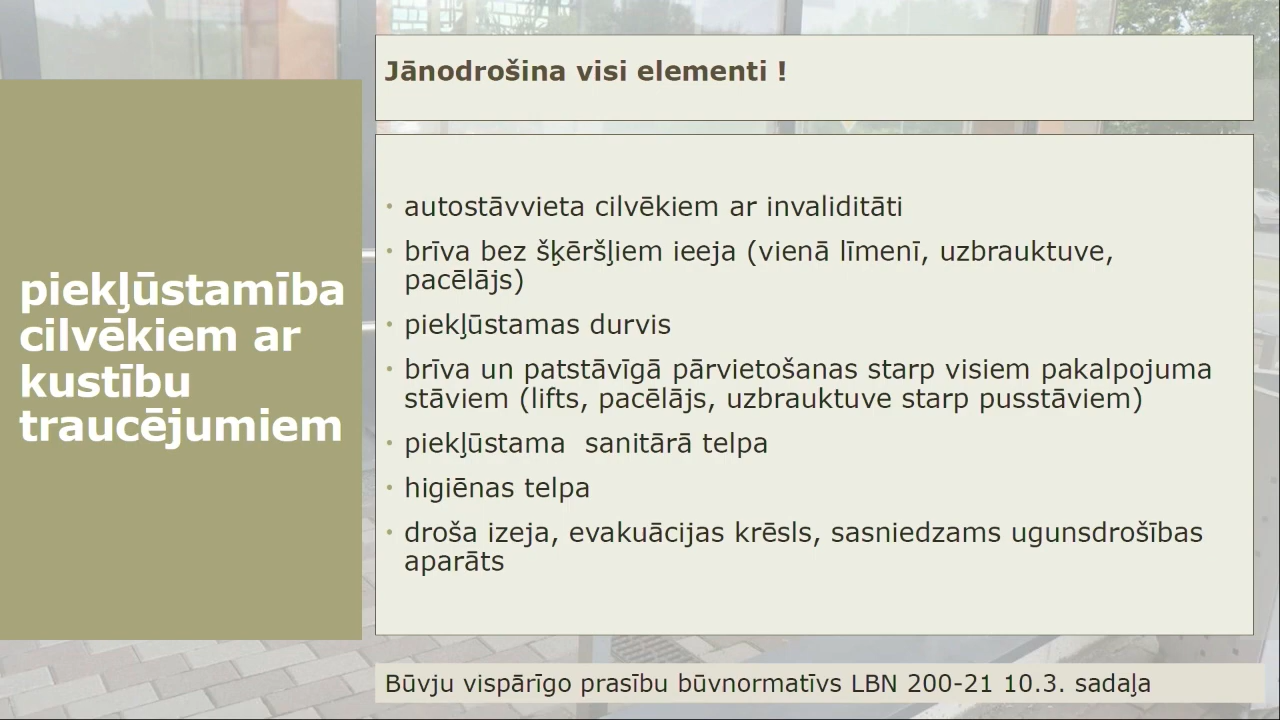 piekļūstamība
cilvēkiem ar
kustību
traucējumiem
Jānodrošina visi elementi !
• autostāvvieta cilvēkiem ar invaliditāti
• brīva bez šķēršļiem ieeja (vienā līmenī, uzbrauktuve,
pacēlājs)
• piekļūstamas durvis
• brīva un patstāvīgā pārvietošanas starp visiem pakalpojuma
stāviem (lifts, pacēlājs, uzbrauktuve starp pusstāviem)
• piekļūstama  sanitārā telpa
• higiēnas telpa
• droša izeja, evakuācijas krēsls, sasniedzams ugunsdrošības
aparāts
Būvju vispārīgo prasību būvnormatīvs LBN 200-21 10.3. sadaļa